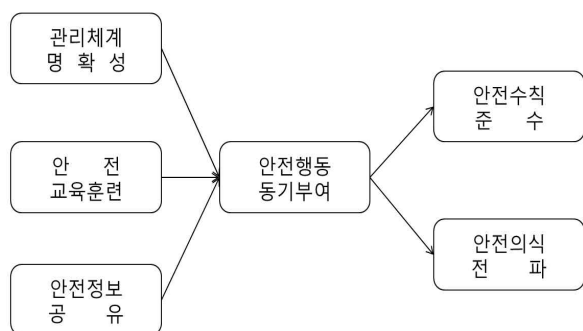 관리체계
명 확 성
안 전
교육훈련
안전정보
공 유
안전행동
동기부여
안전수칙
준 수
안전의식
전 파